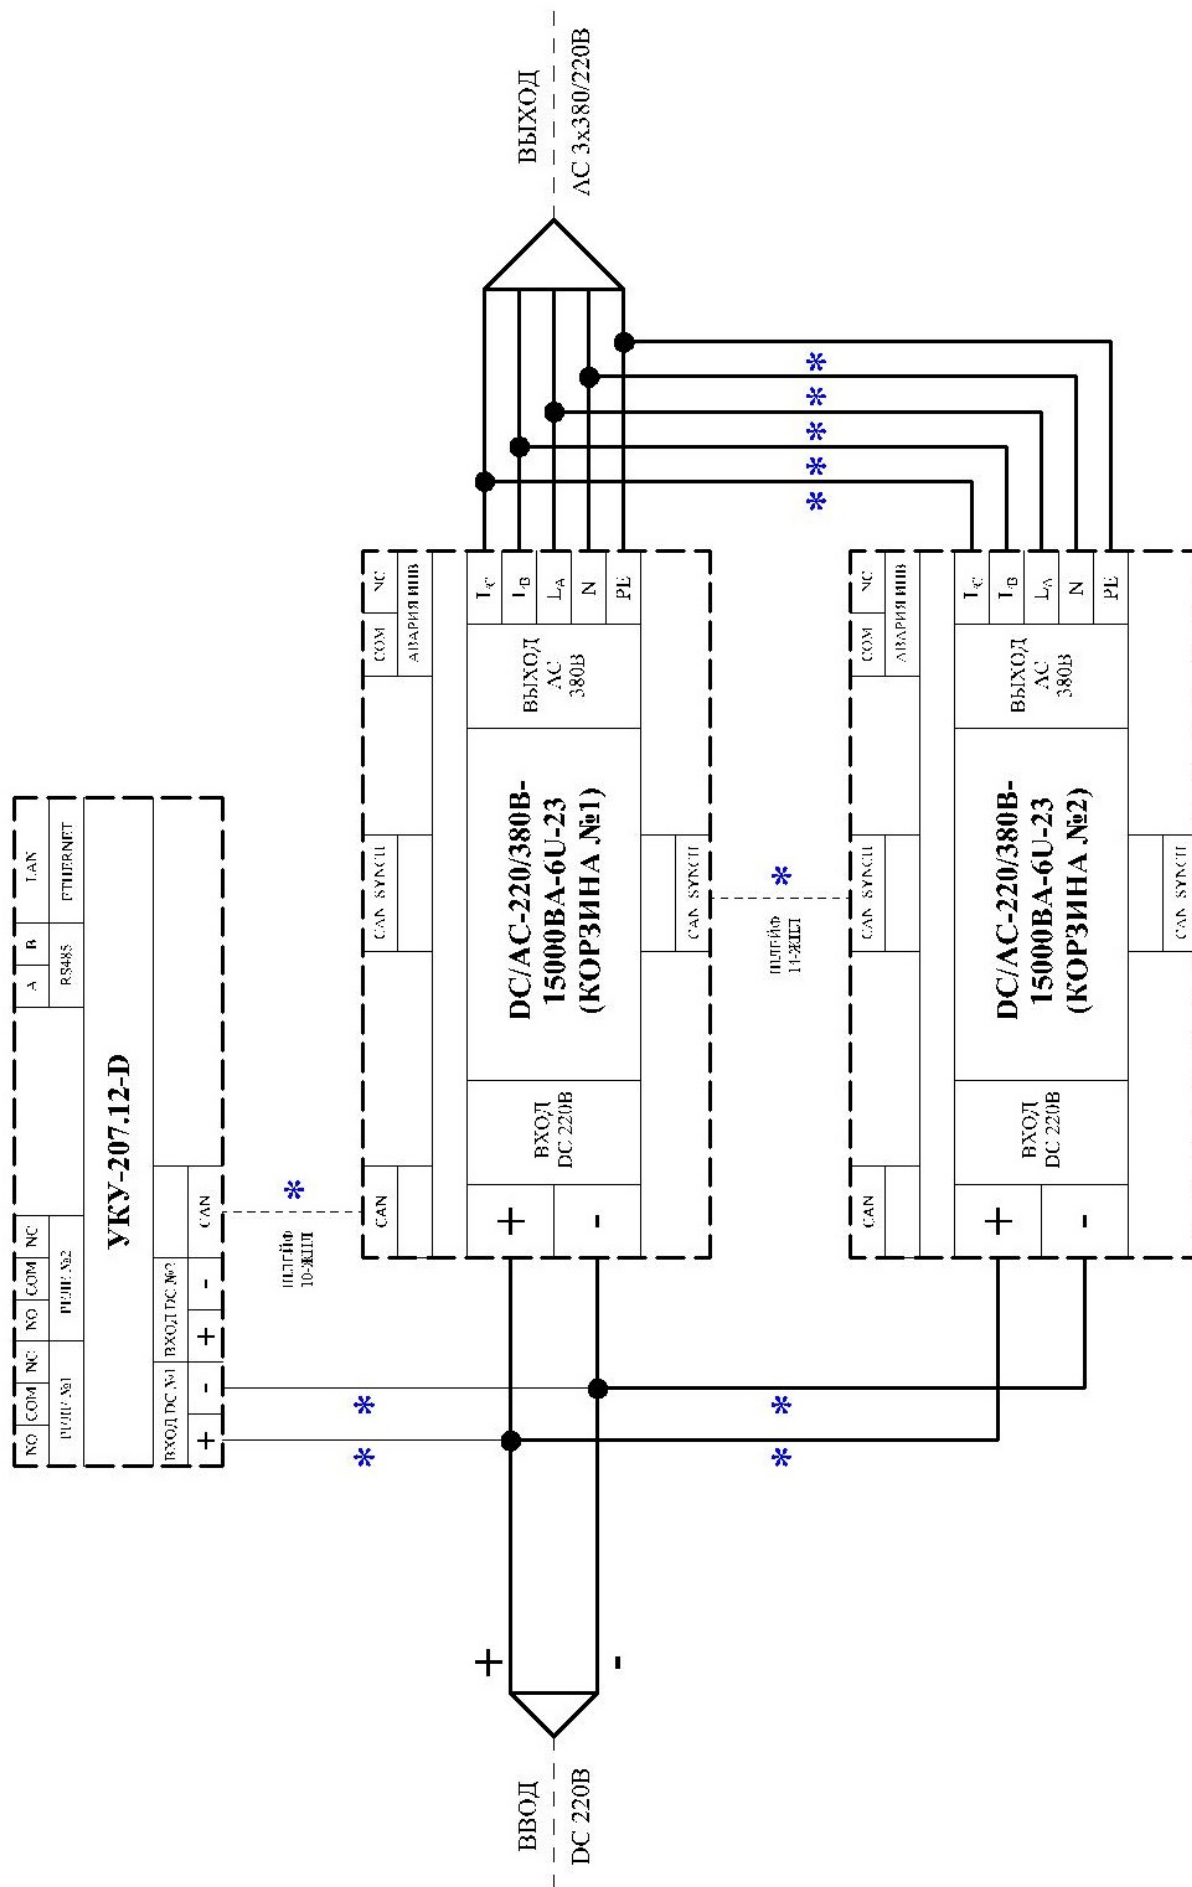 NO COM NC NO COM NC A B LAN
РЕЛЕ №1 РЕЛЕ №2 RS485 ETHERNET
УКУ-207.12-D
ВХОД DC №1 ВХОД DC №2
+ - + - CAN
*
ШЛЕЙФ
10-ЖИЛ
* *
CAN CAN SYNCH COM NC
АВАРИЯ ИНВ
+
-
ВХОД
DC 220В
DC/AC-220/380В-
15000ВА-6U-23
(КОРЗИНА №1)
ВЫХОД
AC
380В
LC
LB
LA
N
PE
CAN SYNCH
+
-
ВВОД
DC 220В
ВЫХОД
AC 3x380/220В
* *
*
ШЛЕЙФ
14-ЖИЛ
* * * * *
CAN CAN SYNCH COM NC
АВАРИЯ ИНВ
+
-
ВХОД
DC 220В
DC/AC-220/380В-
15000ВА-6U-23
(КОРЗИНА №2)
ВЫХОД
AC
380В
LC
LB
LA
N
PE
CAN SYNCH